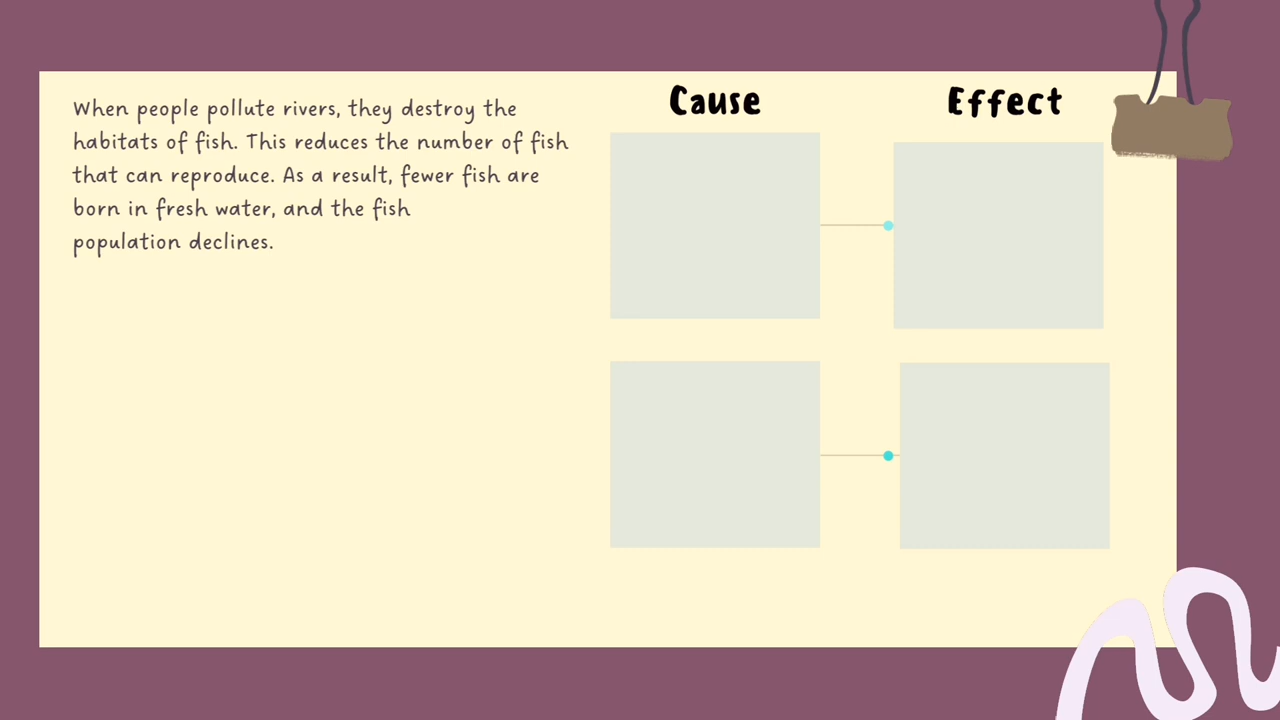 When people pollute rivers, they destroy the
habitats of fish. This reduces the number of fish
that can reproduce. As a result, fewer fish are
born in fresh water, and the fish
population declines.
Cause
Effect